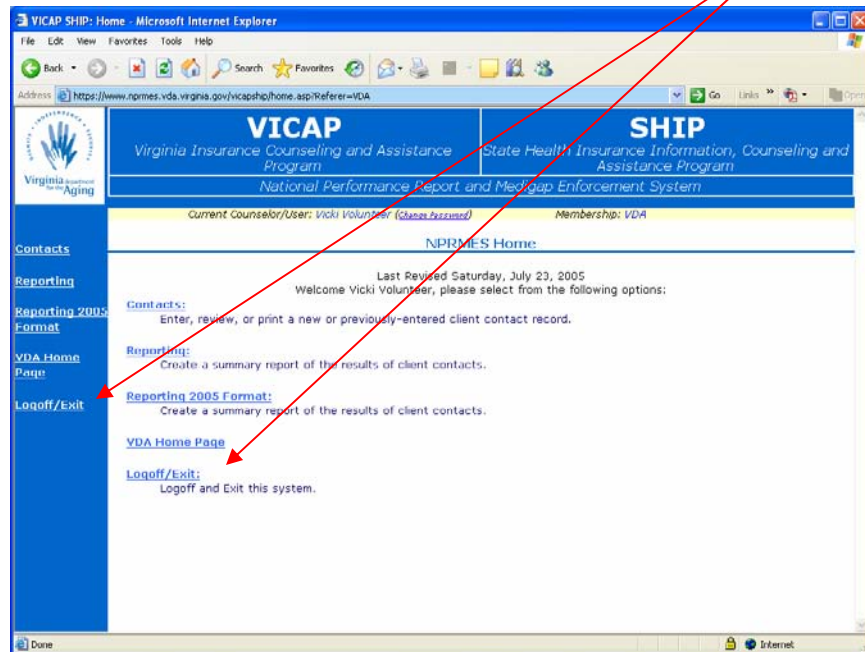 VICAP SHIP: Home - Microsoft Internet Explorer
File Edit View Favorites Tools Help
Back Search Favorites
Address https://www.nprmes.vda.virginia.gov/vicapship/home.asp?Referer=VDA Go Links
VICAP
Virginia Insurance Counseling and Assistance
Program
SHIP
State Health Insurance Information, Counseling and
Assistance Program
National Performance Report and Medigap Enforcement System
Virginia
Aging
Current Counselor/User: Vicki Volunteer (Change Password) Membership: VDA
NPRMES Home
Contacts
Reporting
Reporting 2005
Format
VDA Home
Page
Logoff/Exit
Last Revised Saturday, July 23, 2005
Welcome Vicki Volunteer, please select from the following options:
Contacts:
Enter, review, or print a new or previously-entered client contact record.
Reporting:
Create a summary report of the results of client contacts.
Reporting 2005 Format:
Create a summary report of the results of client contacts.
VDA Home Page
Logoff/Exit:
Logoff and Exit this system.
Done Internet